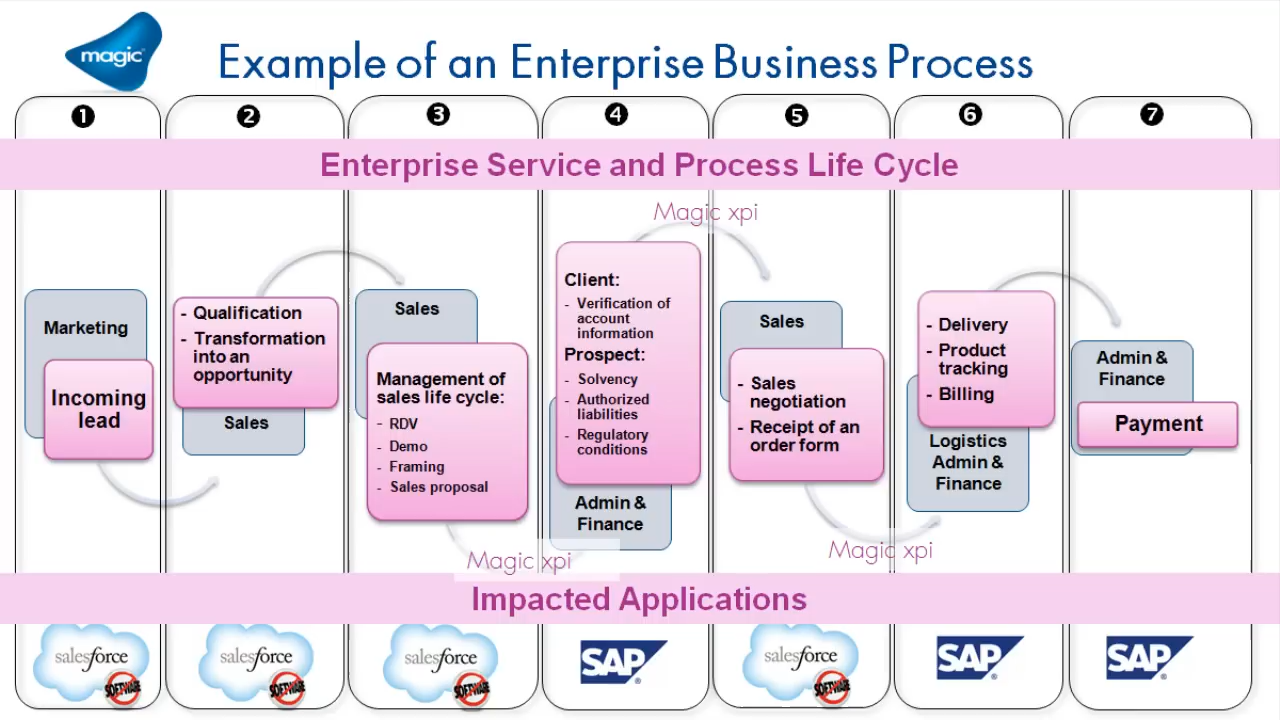 magic
Example of an Enterprise Business Process
1
2
3
4
5
6
7
Enterprise Service and Process Life Cycle
Magic xpi
Marketing
Incoming
lead
- Qualification
- Transformation
into an
opportunity
Sales
Sales
Management of
sales life cycle:
- RDV
- Demo
- Framing
- Sales proposal
Magic xpi
Client:
- Verification of
account
information
Prospect:
- Solvency
- Authorized
liabilities
- Regulatory
conditions
Admin &
Finance
Sales
- Sales
negotiation
- Receipt of an
order form
Magic xpi
- Delivery
- Product
tracking
- Billing
Logistics
Admin &
Finance
Admin &
Finance
Payment
Impacted Applications
salesforce
SOFTWARE
salesforce
SOFTWARE
salesforce
SOFTWARE
SAP®
salesforce
SOFTWARE
SAP®
SAP®